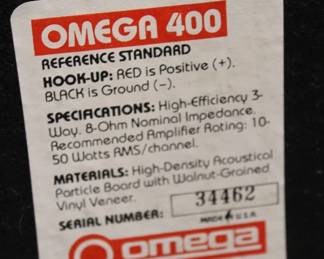 OMEGA 400
REFERENCE STANDARD
HOOK-UP: RED is Positive (+).
BLACK is Ground (-).
SPECIFICATIONS: High-Efficiency 3-
Way. 8-Ohm Nominal Impedance.
Recommended Amplifier Rating: 10-
50 Watts RMS/channel.
MATERIALS: High-Density Acoustical
Particle Board with Walnut-Grained
Vinyl Veneer.
SERIAL NUMBER: 34462
MADE U.S.A.
omega